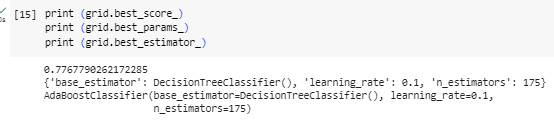 [15] print (grid.best_score_)
print (grid.best_params_)
print (grid.best_estimator_)
0.7767790262172285
{'base_estimator': DecisionTreeClassifier(), 'learning_rate': 0.1, 'n_estimators': 175}
AdaBoostClassifier(base_estimator=DecisionTreeClassifier(), learning_rate=0.1,
n_estimators=175)